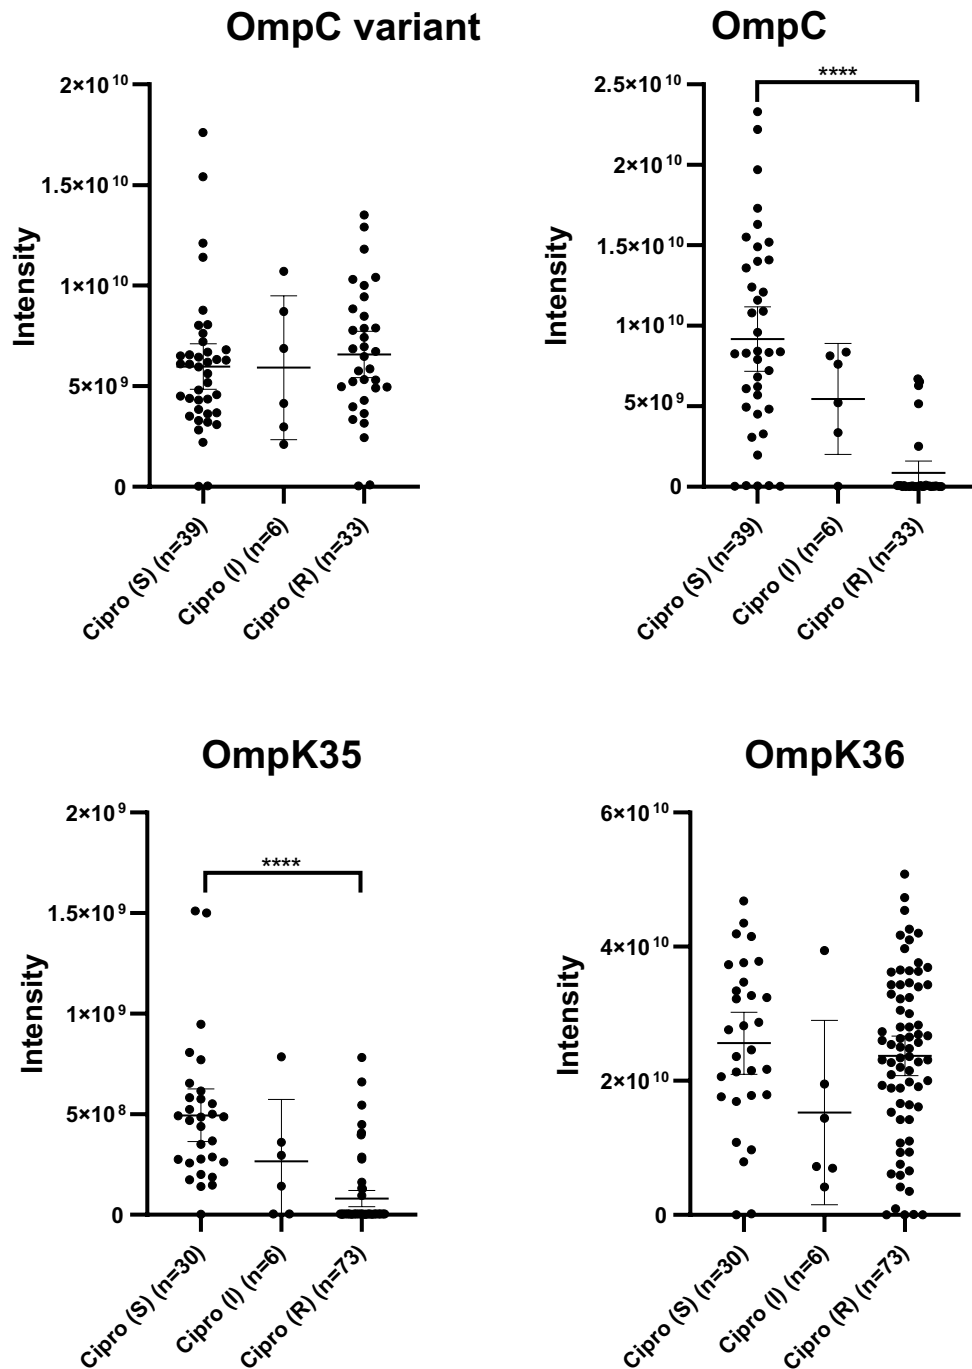 OmpC variant
2×10^10
1.5×10^10
1×10^10
5×10^9
0
Intensity
Cipro (S) (n=39)
Cipro (I) (n=6)
Cipro (R) (n=33)
OmpC
****
2.5×10^10
2×10^10
1.5×10^10
1×10^10
5×10^9
0
Intensity
Cipro (S) (n=39)
Cipro (I) (n=6)
Cipro (R) (n=33)
OmpK35
2×10^9
****
1.5×10^9
1×10^9
5×10^8
0
Intensity
Cipro (S) (n=30)
Cipro (I) (n=6)
Cipro (R) (n=73)
OmpK36
6×10^10
4×10^10
2×10^10
0
Intensity
Cipro (S) (n=30)
Cipro (I) (n=6)
Cipro (R) (n=73)